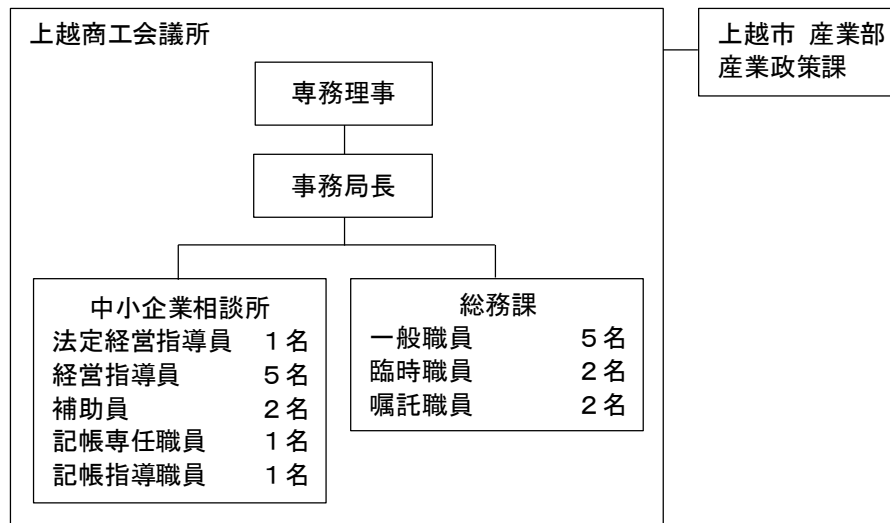 上越商工会議所
上越市 産業部
産業政策課
専務理事
事務局長
中小企業相談所
法定経営指導員 1名
経営指導員 5名
補助員 2名
記帳専任職員 1名
記帳指導職員 1名
総務課
一般職員 5名
臨時職員 2名
嘱託職員 2名